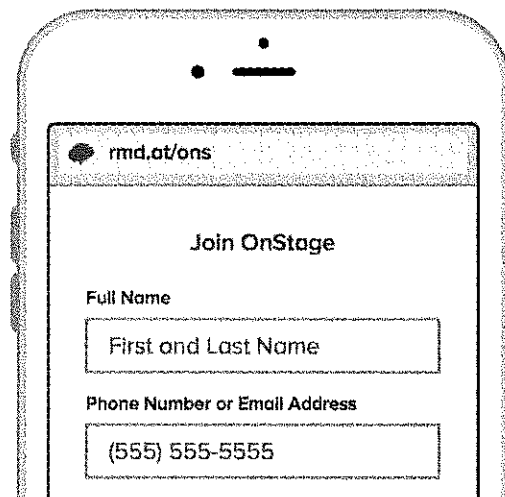 rmd.at/ons
Join OnStage
Full Name
First and Last Name
Phone Number or Email Address
(555) 555-5555